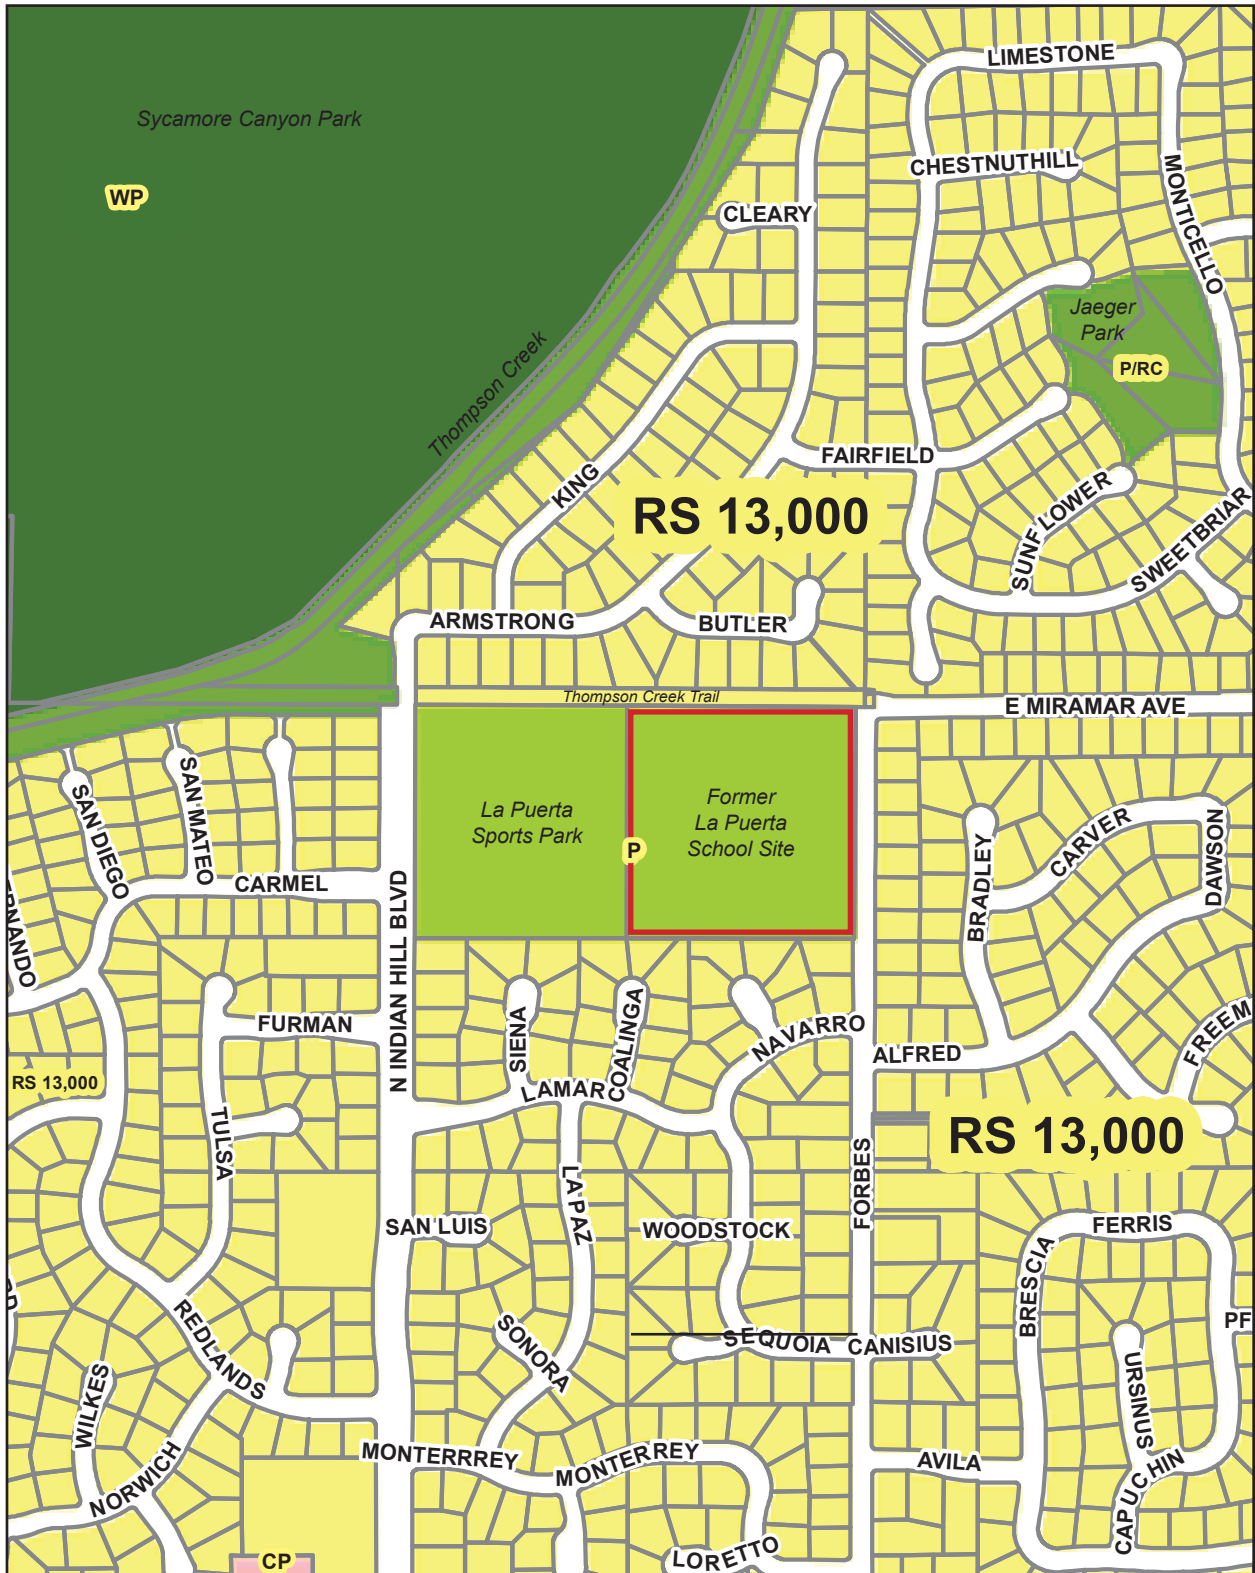 LIMESTONE
Sycamore Canyon Park
CHESTNUTHILL
MONTICELLO
WP
CLEARY
Jaeger
Park
P/RC
Thompson Creek
FAIRFIELD
KING
RS 13,000
SUNFLOWER
SWEETBRIAR
ARMSTRONG
BUTLER
Thompson Creek Trail
E MIRAMAR AVE
SAN DIEGO
SAN MATEO
La Puerta
Sports Park
Former
La Puerta
School Site
P
CARVER
DAWSON
BRADLEY
CARMEL
N INDIAN HILL BLVD
ERNANDO
FURMAN
SIENA
COALINGA
NAVARRO
ALFRED
FREEM
RS 13,000
LAMAR
TULSA
RS 13,000
LA PAZ
FORBES
SAN LUIS
WOODSTOCK
FERRIS
BRESCIA
REDLANDS
SONORA
SEQUOIA
CANISIUS
PF
URSINUS
WILKES
NORWICH
MONTERRREY
MONTERREY
AVILA
CAPUCHIN
LORETTO
CP